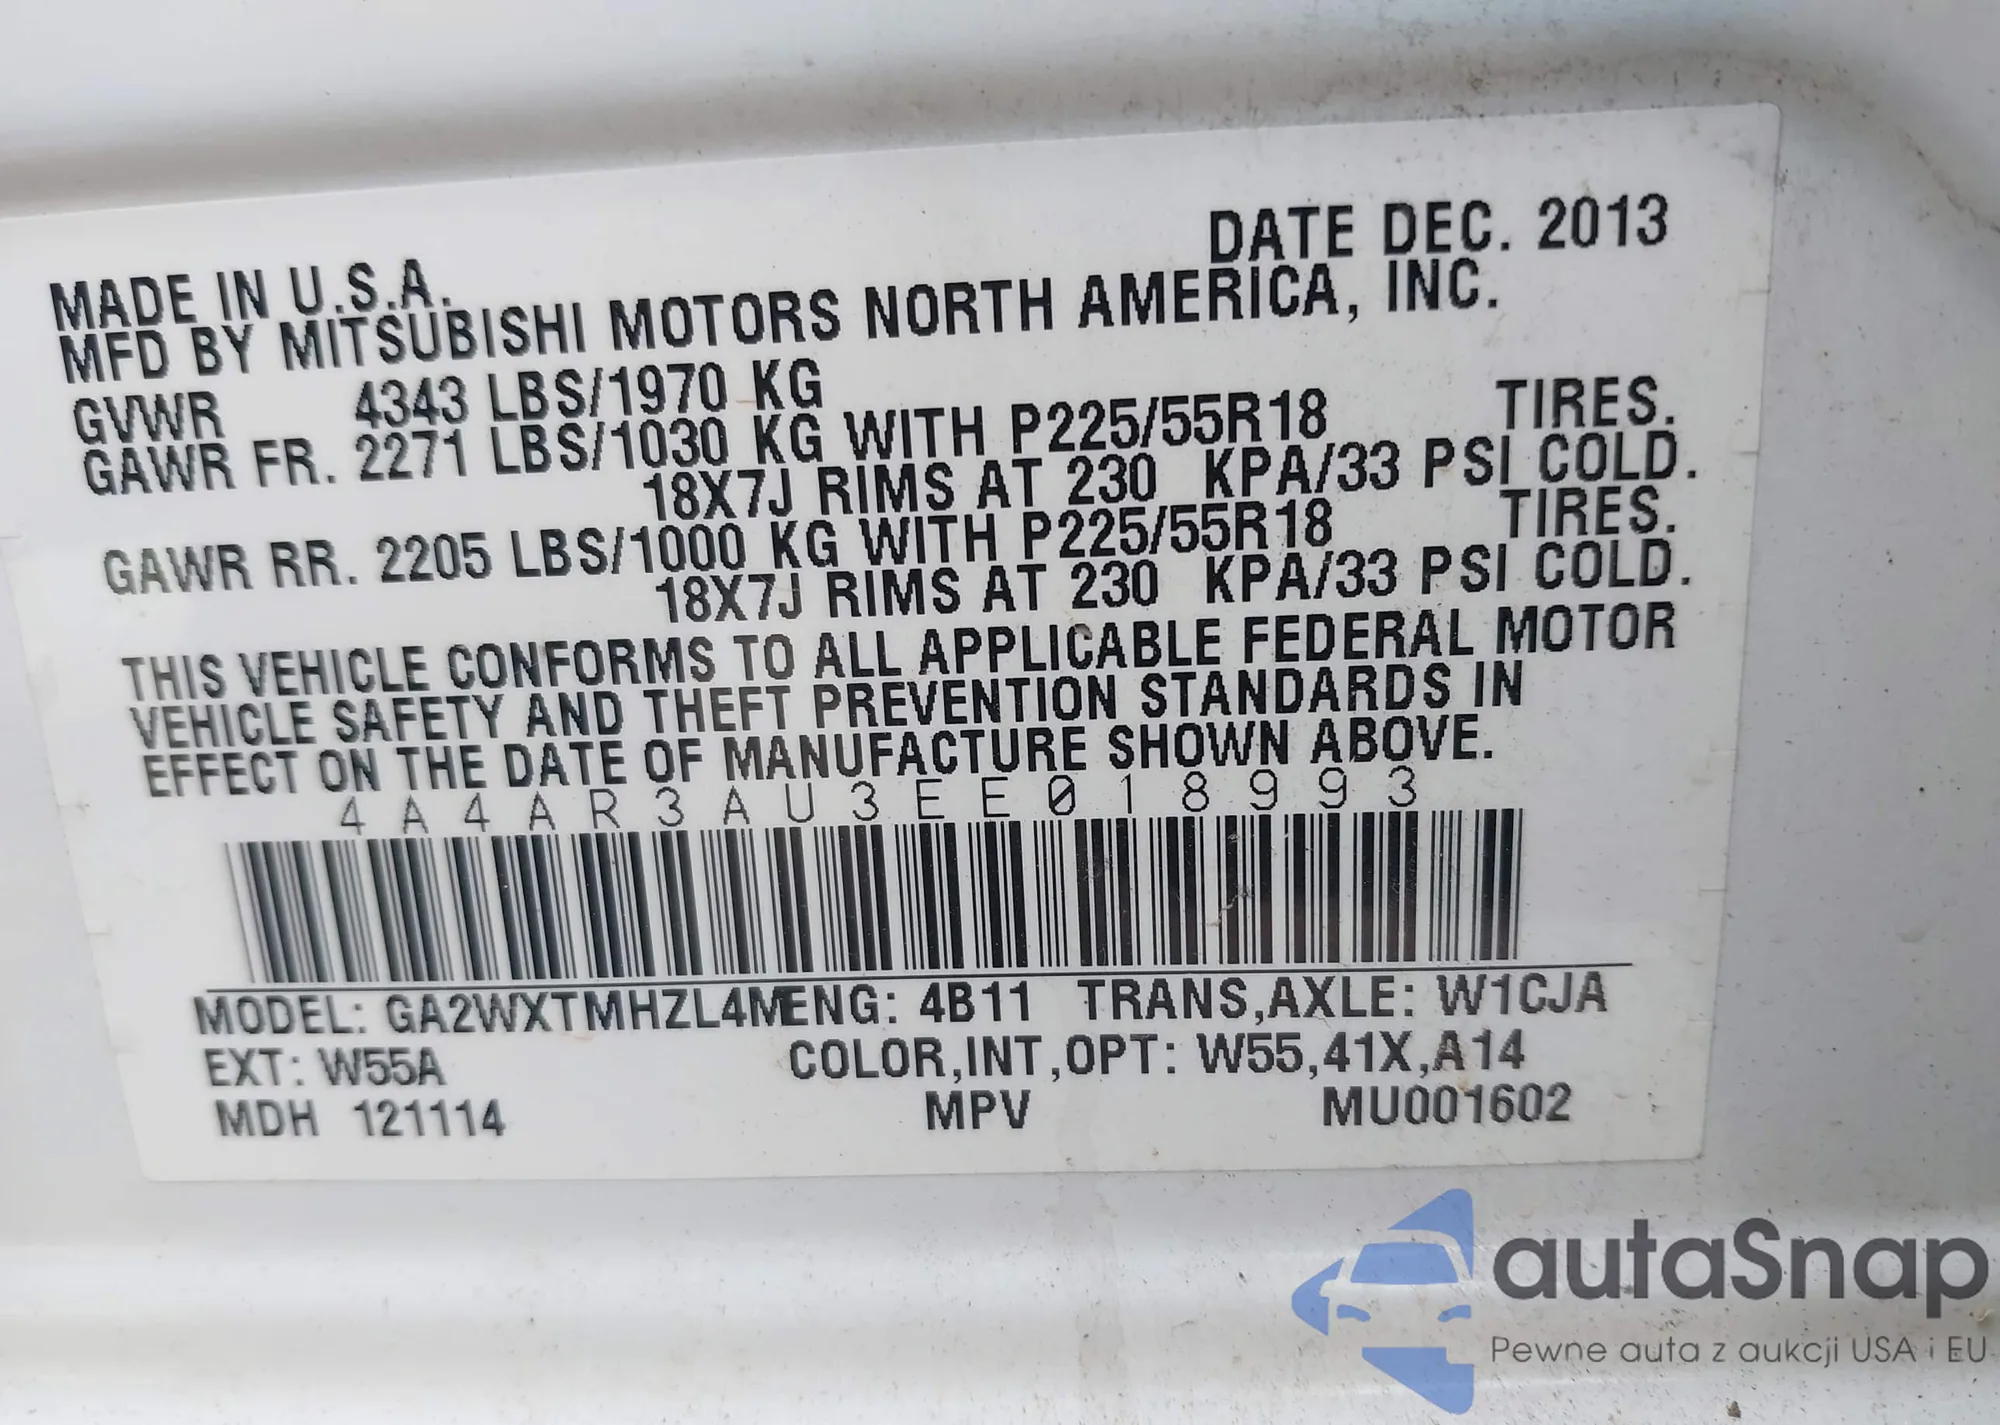 DATE DEC. 2013
MADE IN U.S.A.
MFD BY MITSUBISHI MOTORS NORTH AMERICA, INC.
GVWR 4343 LBS/1970 KG
GAWR FR. 2271 LBS/1030 KG WITH P225/55R18 TIRES.
18X7J RIMS AT 230 KPA/33 PSI COLD.
GAWR RR. 2205 LBS/1000 KG WITH P225/55R18 TIRES.
18X7J RIMS AT 230 KPA/33 PSI COLD.
THIS VEHICLE CONFORMS TO ALL APPLICABLE FEDERAL MOTOR
VEHICLE SAFETY AND THEFT PREVENTION STANDARDS IN
EFFECT ON THE DATE OF MANUFACTURE SHOWN ABOVE.
4A4AR3AU3EE018993
MODEL: GA2WXTMHZL4MENG: 4B11 TRANS,AXLE: W1CJA
EXT: W55A COLOR,INT,OPT: W55,41X,A14
MDH 121114 MPV MU001602
autaSnap
Pewne auta z aukcji USA i EU